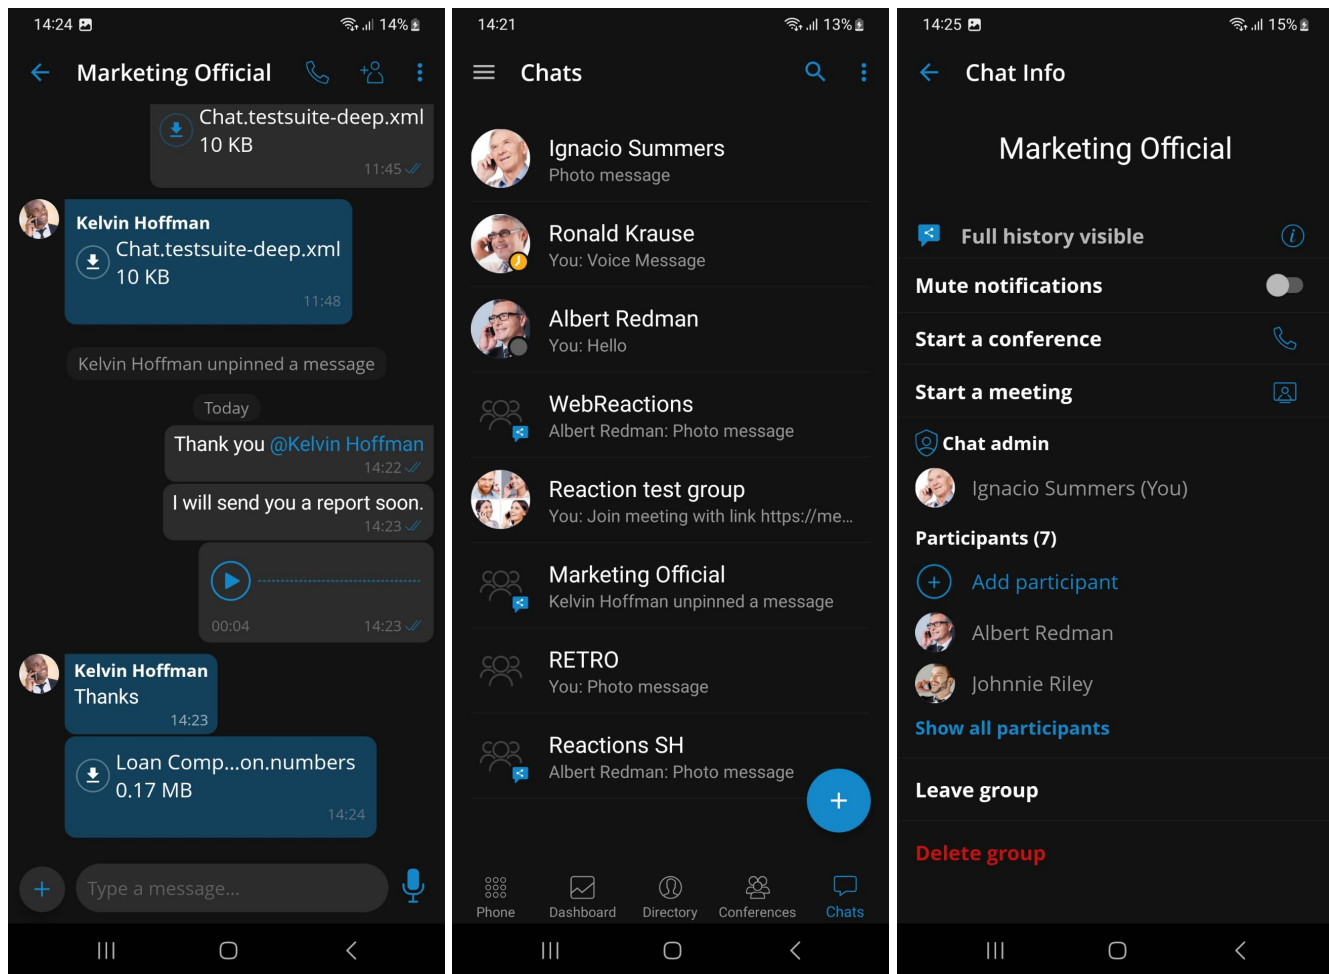 14:24
14%
Marketing Official
Chat.testsuite-deep.xml
10 KB
11:45
Kelvin Hoffman
Chat.testsuite-deep.xml
10 KB
11:48
Kelvin Hoffman unpinned a message
Today
Thank you @Kelvin Hoffman
14:22
I will send you a report soon.
14:23
00:04
14:23
Kelvin Hoffman
Thanks
14:23
Loan Comp...on.numbers
0.17 MB
14:24
Type a message...
14:21
13%
Chats
Ignacio Summers
Photo message
Ronald Krause
You: Voice Message
Albert Redman
You: Hello
WebReactions
Albert Redman: Photo message
Reaction test group
You: Join meeting with link https://me...
Marketing Official
Kelvin Hoffman unpinned a message
RETRO
You: Photo message
Reactions SH
Albert Redman: Photo message
Phone
Dashboard
Directory
Conferences
Chats
14:25
15%
Chat Info
Marketing Official
Full history visible
Mute notifications
Start a conference
Start a meeting
Chat admin
Ignacio Summers (You)
Participants (7)
Add participant
Albert Redman
Johnnie Riley
Show all participants
Leave group
Delete group